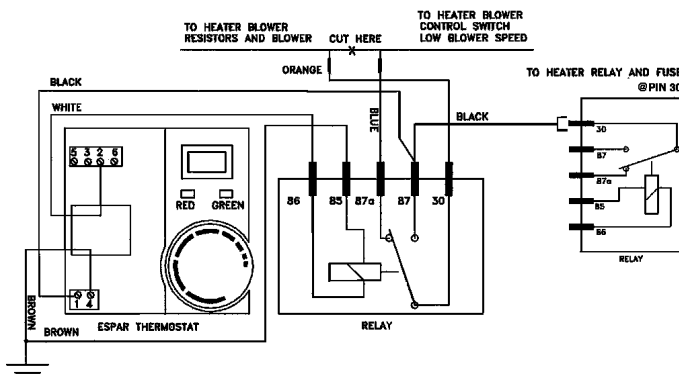 TO HEATER BLOWER
RESISTORS AND BLOWER
CUT HERE
TO HEATER BLOWER
CONTROL SWITCH
LOW BLOWER SPEED
ORANGE
TO HEATER RELAY AND FUSE
@PIN 30
BLACK
WHITE
BLUE
BLACK
30
87
87a
85
86
RELAY
5 3 2 6
RED GREEN
86 85 87a 87 30
1 4
BROWN
ESPAR THERMOSTAT
BROWN
RELAY